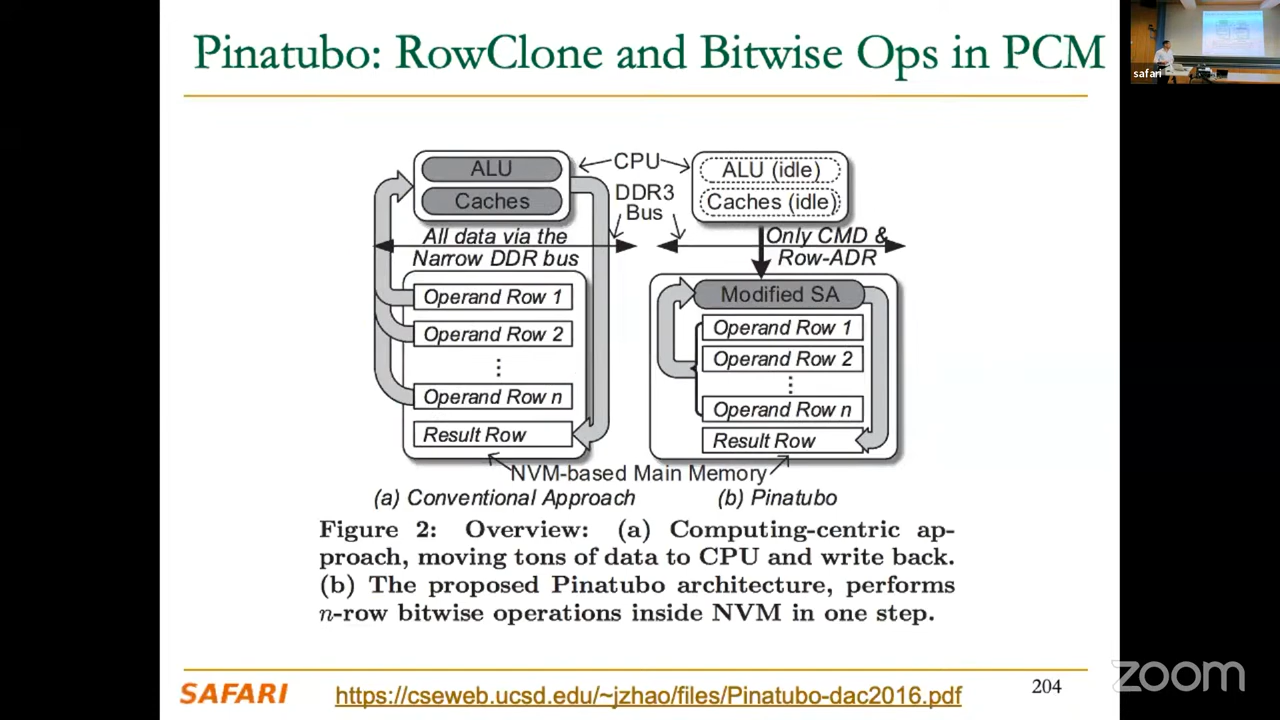 Pinatubo: RowClone and Bitwise Ops in PCM
safari
ALU
Caches
CPU
DDR3
Bus
ALU (idle)
Caches (idle)
All data via the
Narrow DDR bus
Only CMD &
Row-ADR
Operand Row 1
Operand Row 2
⋮
Operand Row n
Result Row
Modified SA
Operand Row 1
Operand Row 2
⋮
Operand Row n
Result Row
NVM-based Main Memory
(a) Conventional Approach
(b) Pinatubo
Figure 2: Overview: (a) Computing-centric ap-
proach, moving tons of data to CPU and write back.
(b) The proposed Pinatubo architecture, performs
n-row bitwise operations inside NVM in one step.
SAFARI
https://cseweb.ucsd.edu/~jzhao/files/Pinatubo-dac2016.pdf
204
zoom